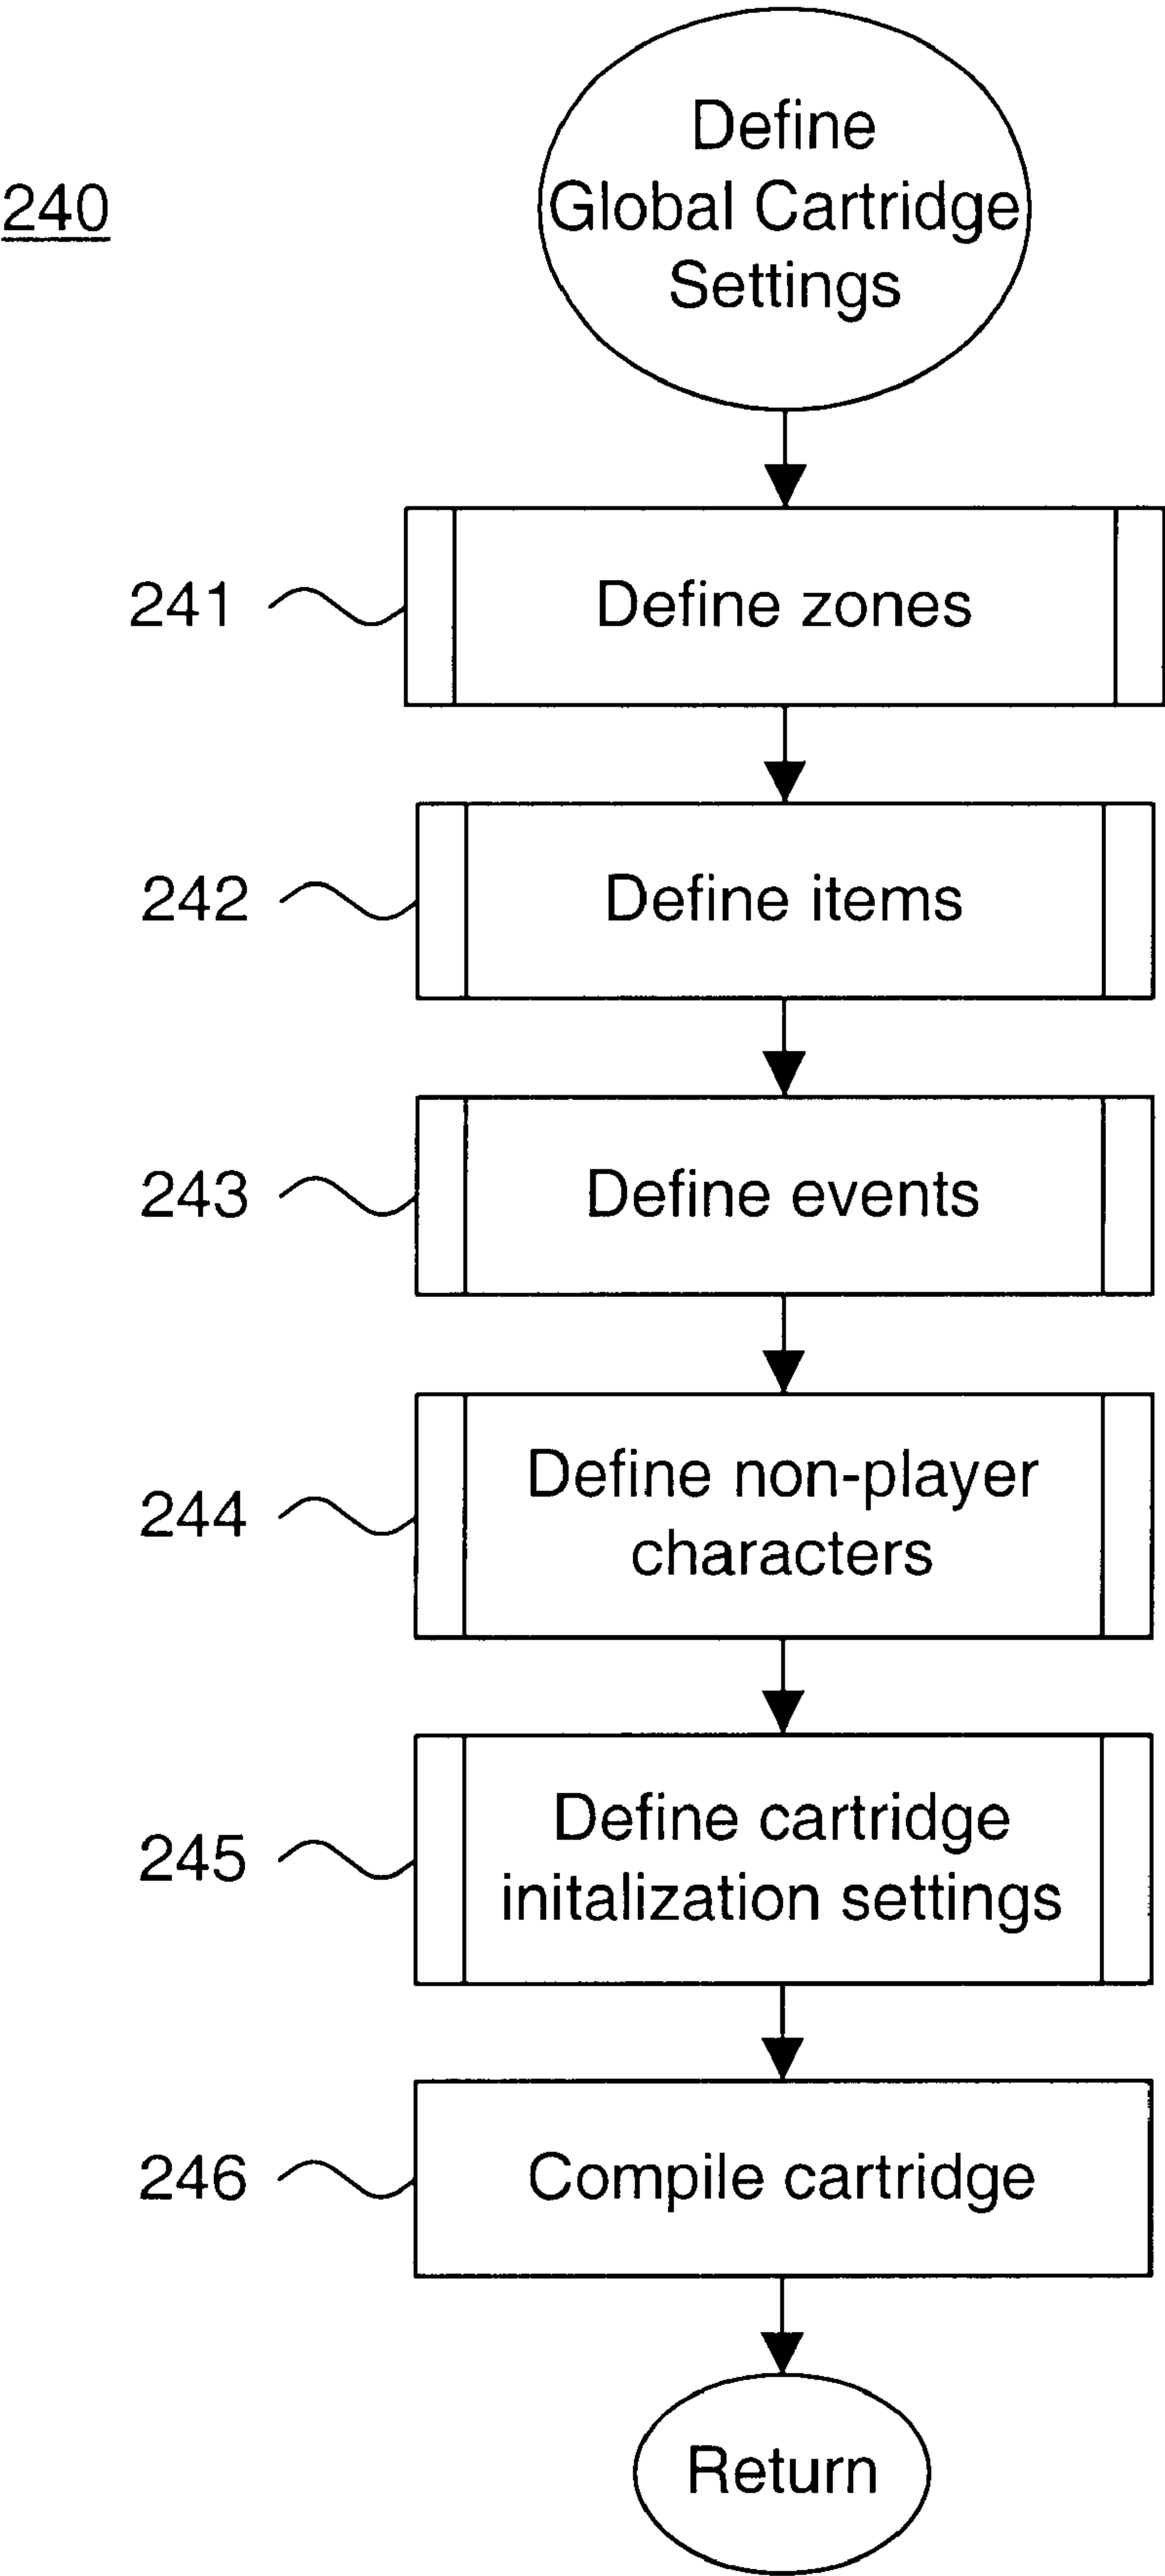 240
Define
Global Cartridge
Settings
241
Define zones
242
Define items
243
Define events
244
Define non-player
characters
245
Define cartridge
initalization settings
246
Compile cartridge
Return